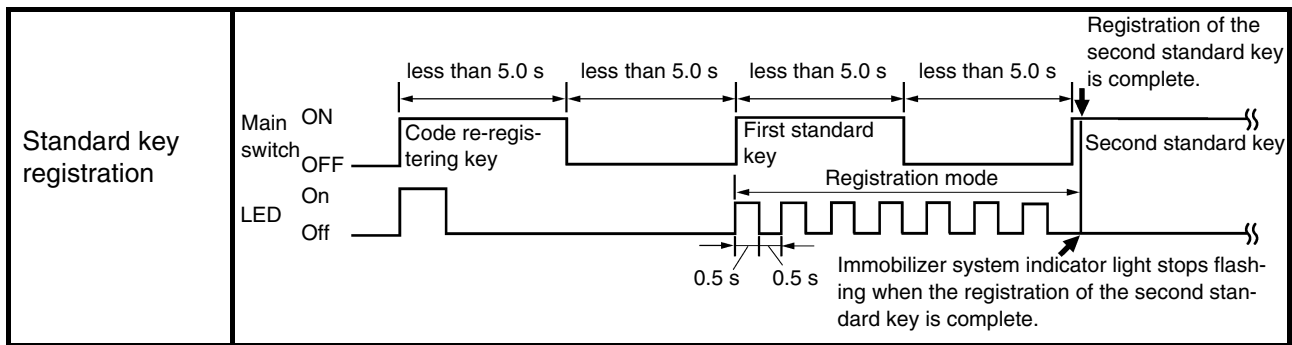 Registration of the
second standard key
is complete.
less than 5.0 s less than 5.0 s less than 5.0 s less than 5.0 s
Standard key
registration
Main
switch
ON
OFF
Code re-regis-
tering key
First standard
key
Second standard key
Registration mode
LED
On
Off
0.5 s 0.5 s
Immobilizer system indicator light stops flash-
ing when the registration of the second stan-
dard key is complete.